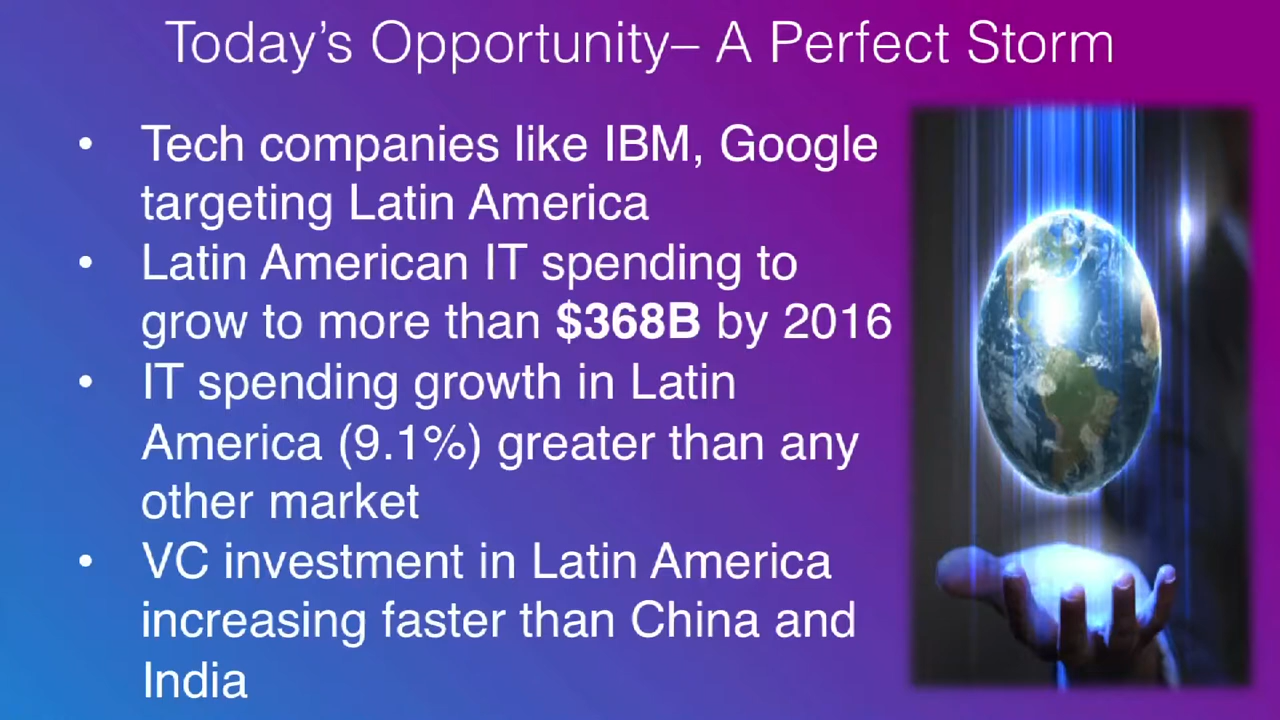 Today's Opportunity– A Perfect Storm
• Tech companies like IBM, Google
targeting Latin America
• Latin American IT spending to
grow to more than $368B by 2016
• IT spending growth in Latin
America (9.1%) greater than any
other market
• VC investment in Latin America
increasing faster than China and
India